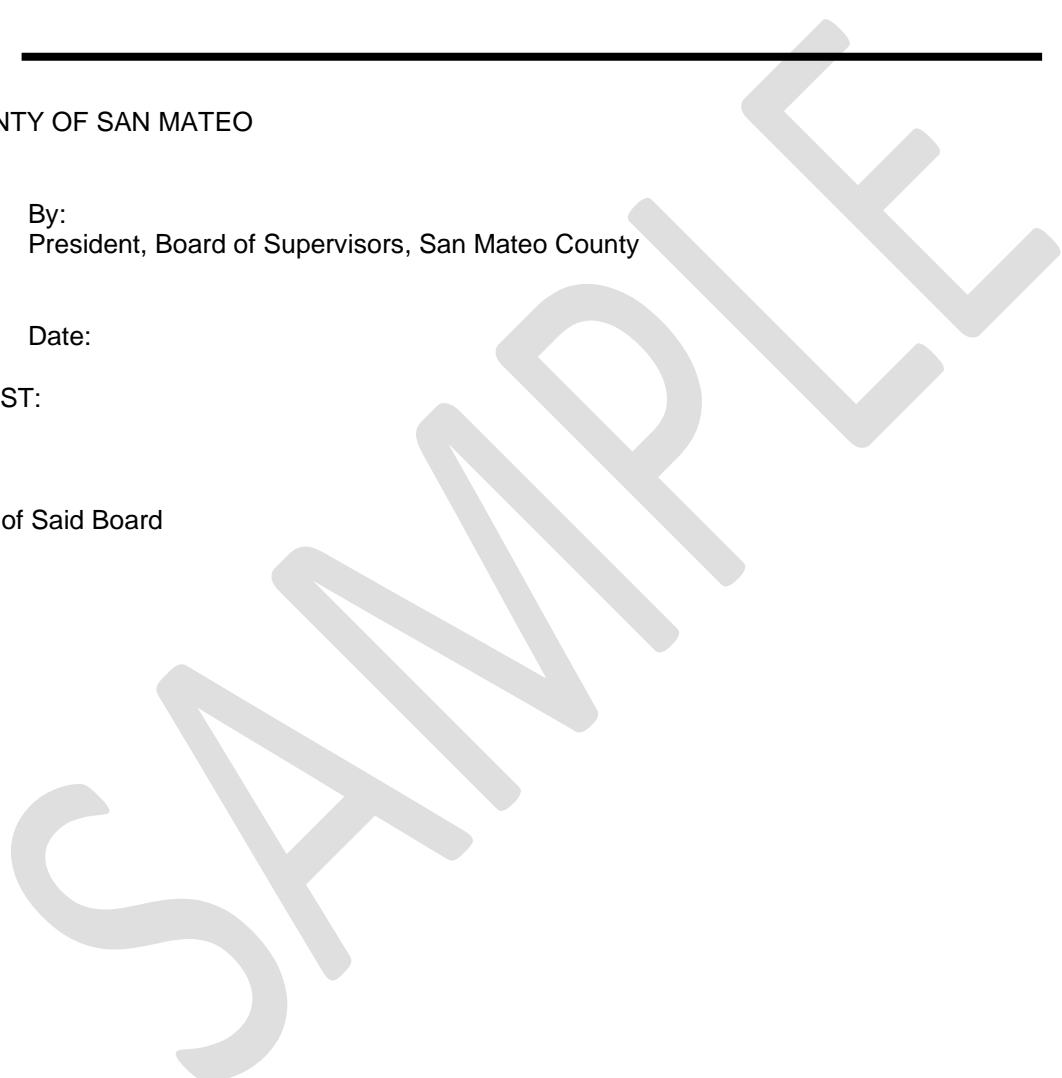 NTY OF SAN MATEO
By:
President, Board of Supervisors, San Mateo County
Date:
ST:
of Said Board
SAMPLE